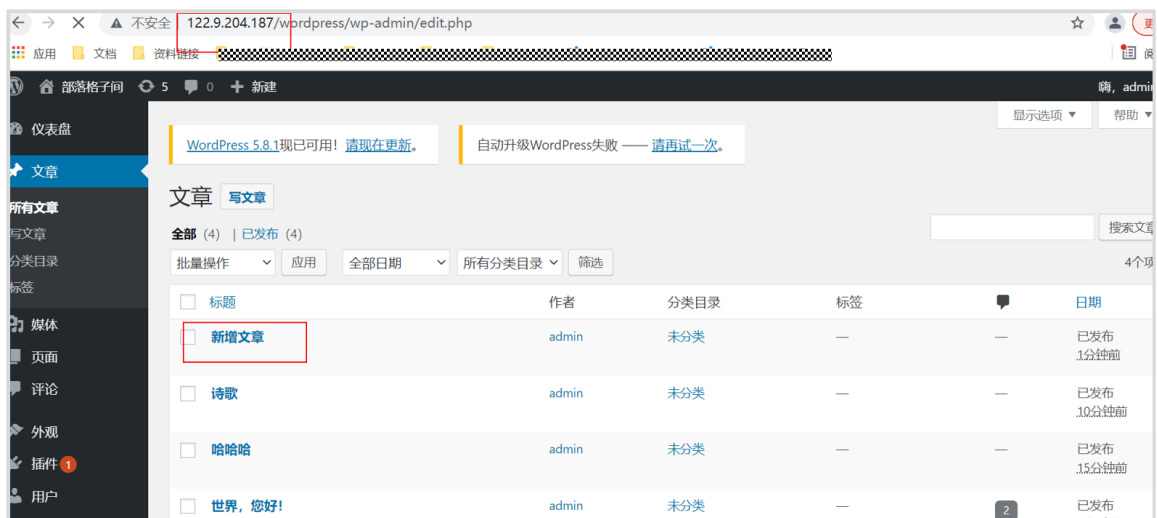 不安全 122.9.204.187/wordpress/wp-admin/edit.php
应用 文档 资料链接
部落格子间 5 0 新建 嗨，admin
显示选项 帮助
仪表盘
WordPress 5.8.1现已可用！请现在更新。 自动升级WordPress失败 —— 请再试一次。
文章
文章 写文章
所有文章
全部 (4) | 已发布 (4)
写文章
搜索文章
分类目录
批量操作 应用 全部日期 所有分类目录 筛选 4个项
标签
标题 作者 分类目录 标签 日期
媒体
新增文章 admin 未分类 — — 已发布
1分钟前
页面
评论
诗歌 admin 未分类 — — 已发布
10分钟前
外观
哈哈哈 admin 未分类 — — 已发布
15分钟前
插件 1
用户
世界，您好！ admin 未分类 — 2 已发布